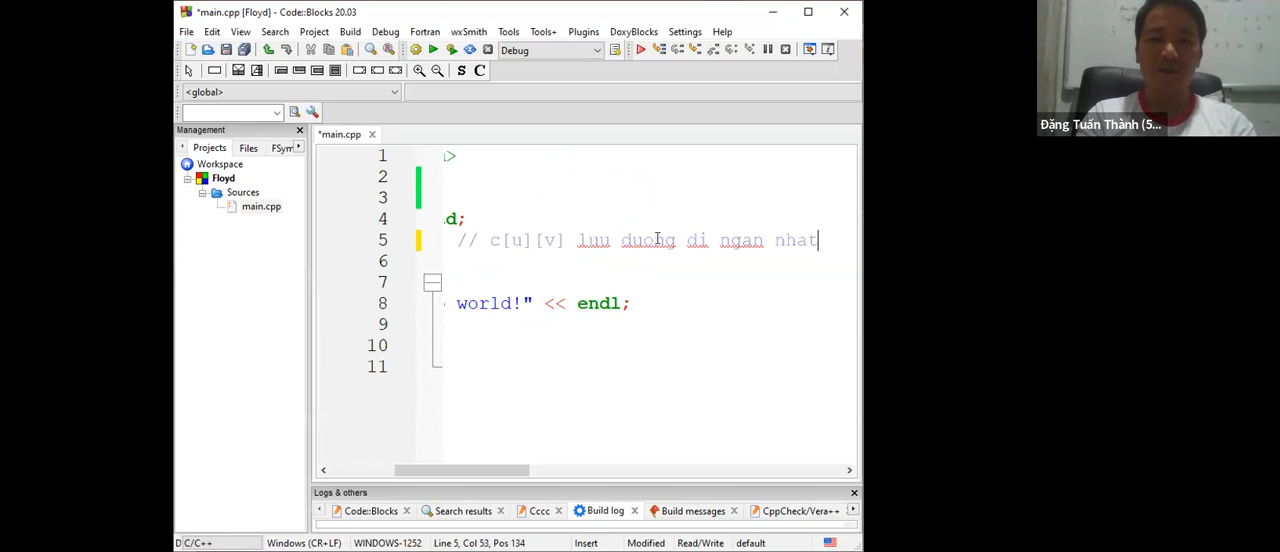 *main.cpp [Floyd] - Code::Blocks 20.03
File Edit View Search Project Build Debug Fortran wxSmith Tools Tools+ Plugins DoxyBlocks Settings Help
Debug
S C
<global>
Management
Projects Files FSym
Workspace
Floyd
Sources
main.cpp
*main.cpp
1 >
2
3
4 d;
5 // c[u][v] luu duong di ngan nhat
6
7
8 world!" << endl;
9
10
11
Logs & others
Code::Blocks Search results Cccc Build log Build messages CppCheck/Vera++
C/C++ Windows (CR+LF) WINDOWS-1252 Line 5, Col 53, Pos 134 Insert Modified Read/Write default
Đặng Tuấn Thành (5...